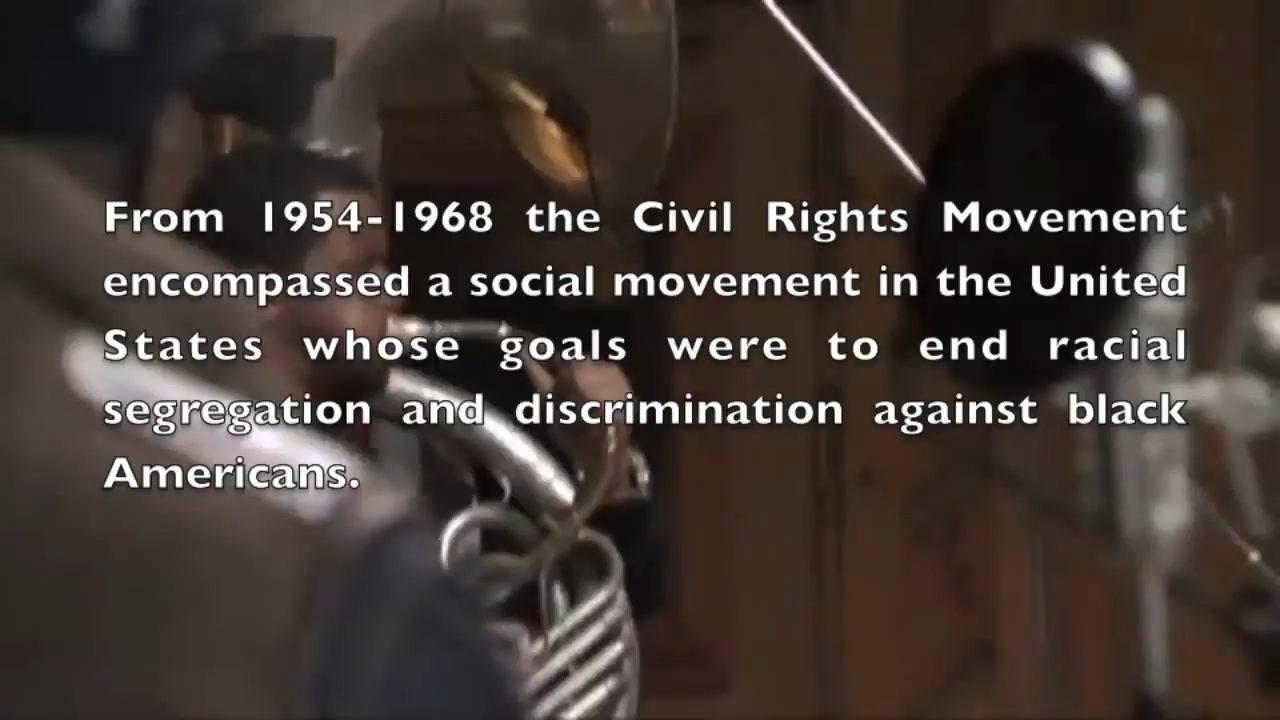 From 1954-1968 the Civil Rights Movement
encompassed a social movement in the United
States whose goals were to end racial
segregation and discrimination against black
Americans.